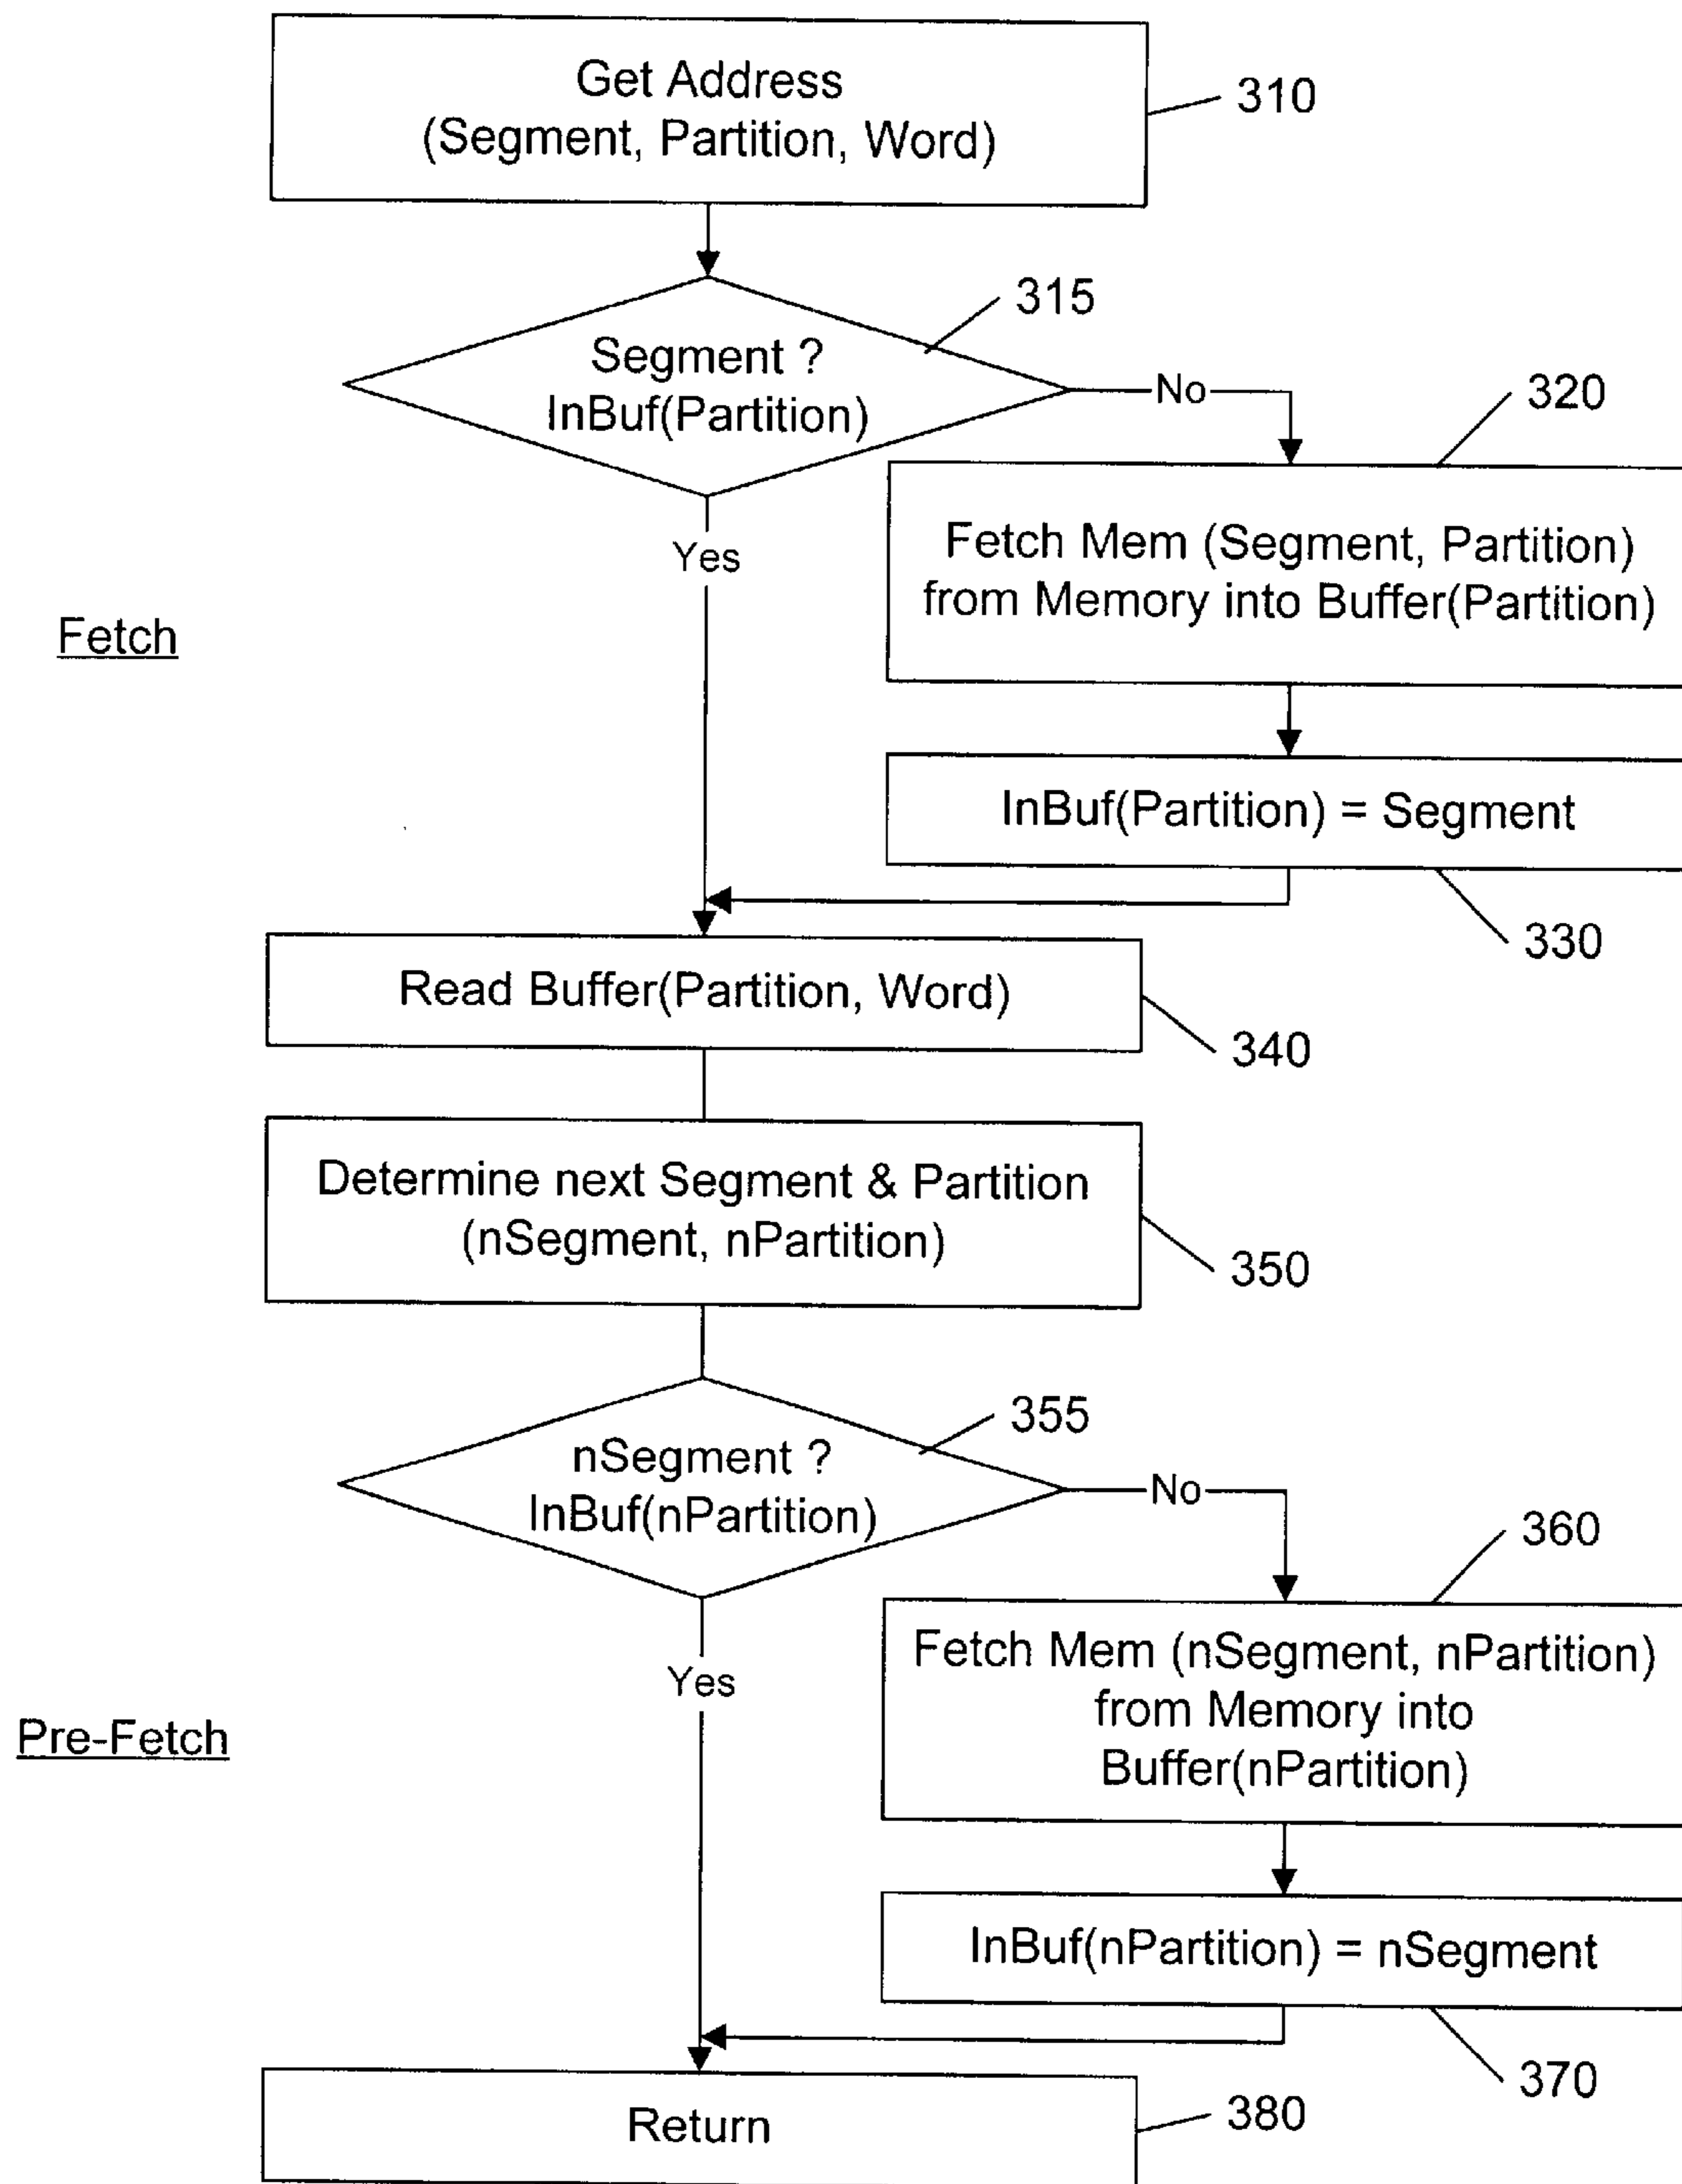 Get Address
(Segment, Partition, Word)
310
315
Segment ?
InBuf(Partition)
No
320
Yes
Fetch Mem (Segment, Partition)
from Memory into Buffer(Partition)
Fetch
InBuf(Partition) = Segment
330
Read Buffer(Partition, Word)
340
Determine next Segment & Partition
(nSegment, nPartition)
350
355
nSegment ?
InBuf(nPartition)
No
360
Yes
Fetch Mem (nSegment, nPartition)
from Memory into
Buffer(nPartition)
Pre-Fetch
InBuf(nPartition) = nSegment
370
Return
380